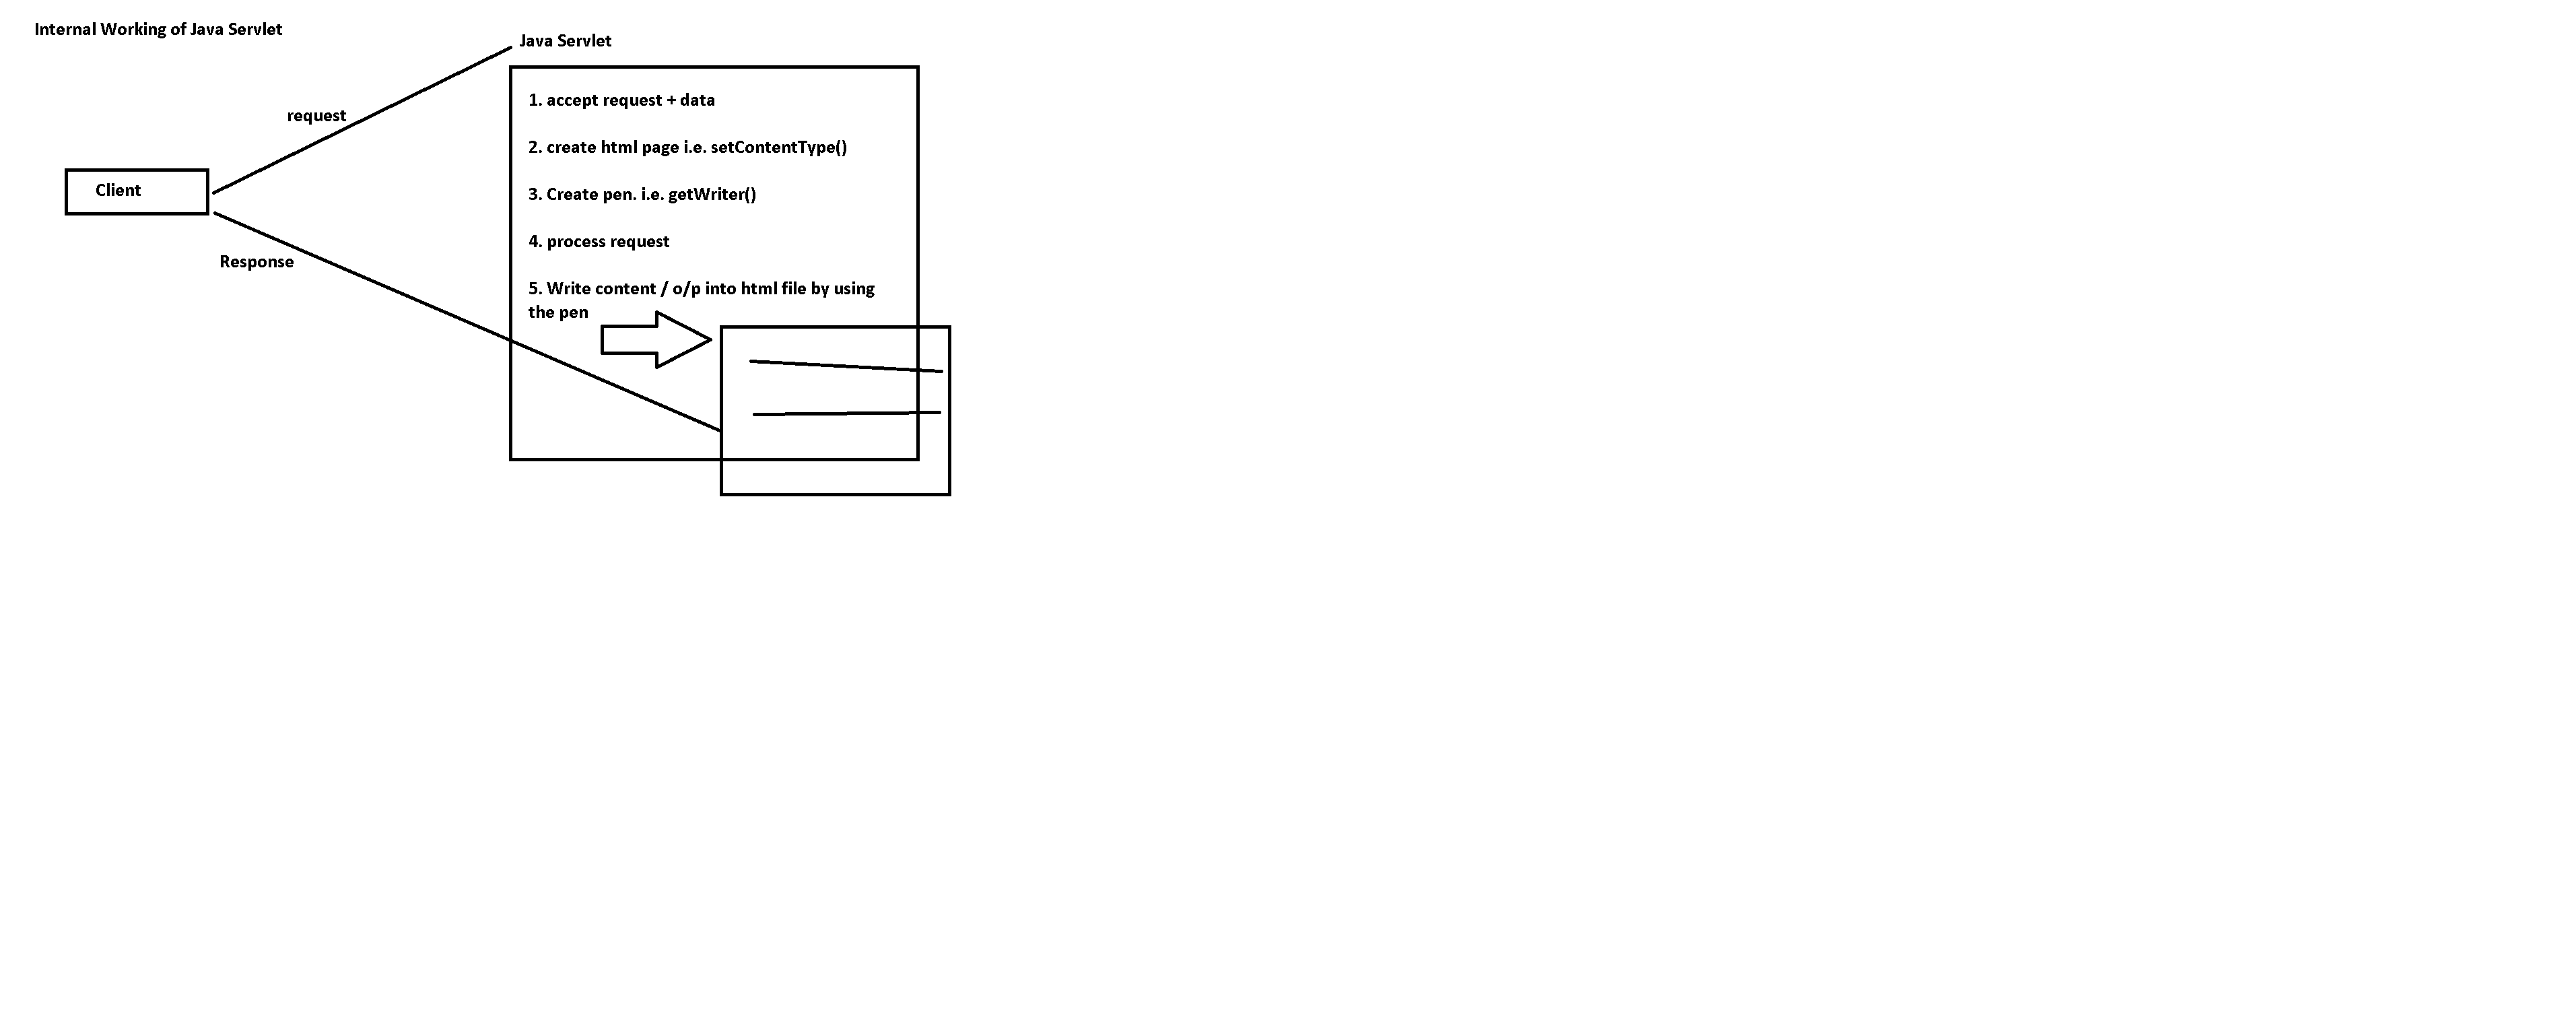 Internal Working of Java Servlet
Java Servlet
request
Client
Response
1. accept request + data
2. create html page i.e. setContentType()
3. Create pen. i.e. getWriter()
4. process request
5. Write content / o/p into html file by using
the pen